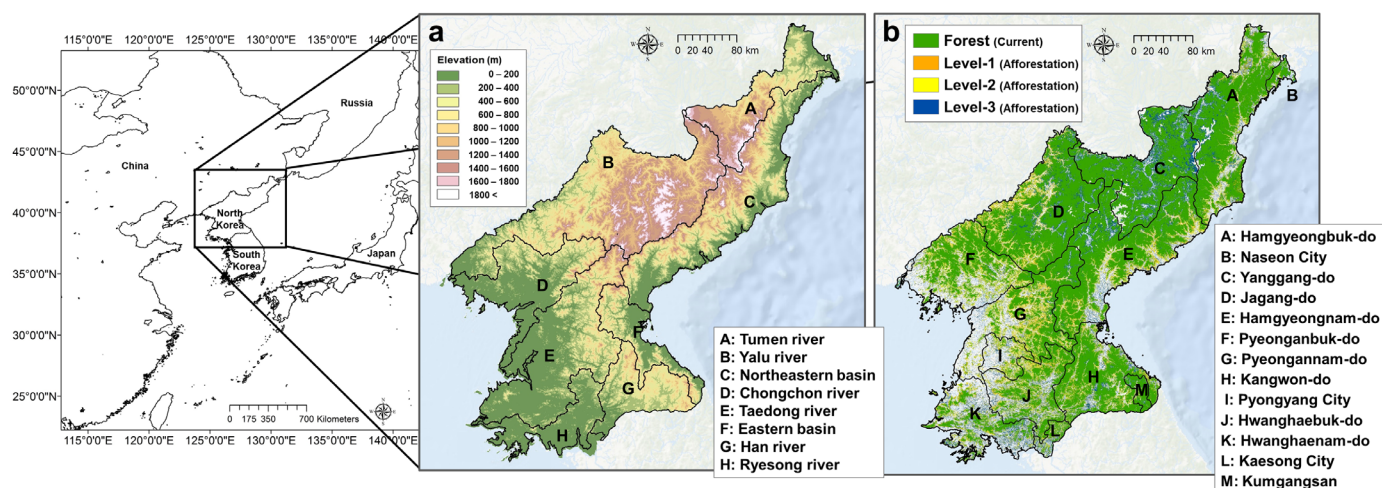 115°0'0"E 120°0'0"E 125°0'0"E 130°0'0"E 135°0'0"E 140°0'0"E
50°0'0"N
45°0'0"N
40°0'0"N
35°0'0"N
30°0'0"N
25°0'0"N
Russia
China
North
Korea
South
Korea
Japan
0 175 350 700 Kilometers
115°0'0"E 120°0'0"E 125°0'0"E 130°0'0"E 135°0'0"E 140°0'0"E
a
N
W E
S
0 20 40 80 km
Elevation (m)
0 – 200
200 – 400
400 – 600
600 – 800
800 – 1000
1000 – 1200
1200 – 1400
1400 – 1600
1600 – 1800
1800 <
A
B
C
D
E
F
G
H
A: Tumen river
B: Yalu river
C: Northeastern basin
D: Chongchon river
E: Taedong river
F: Eastern basin
G: Han river
H: Ryesong river
b
Forest (Current)
Level-1 (Afforestation)
Level-2 (Afforestation)
Level-3 (Afforestation)
N
W E
S
0 20 40 80 km
A
B
C
D
E
F
G
I
H
J
M
K
L
A: Hamgyeongbuk-do
B: Naseon City
C: Yanggang-do
D: Jagang-do
E: Hamgyeongnam-do
F: Pyeonganbuk-do
G: Pyeongannam-do
H: Kangwon-do
I: Pyongyang City
J: Hwanghaebuk-do
K: Hwanghaenam-do
L: Kaesong City
M: Kumgangsan